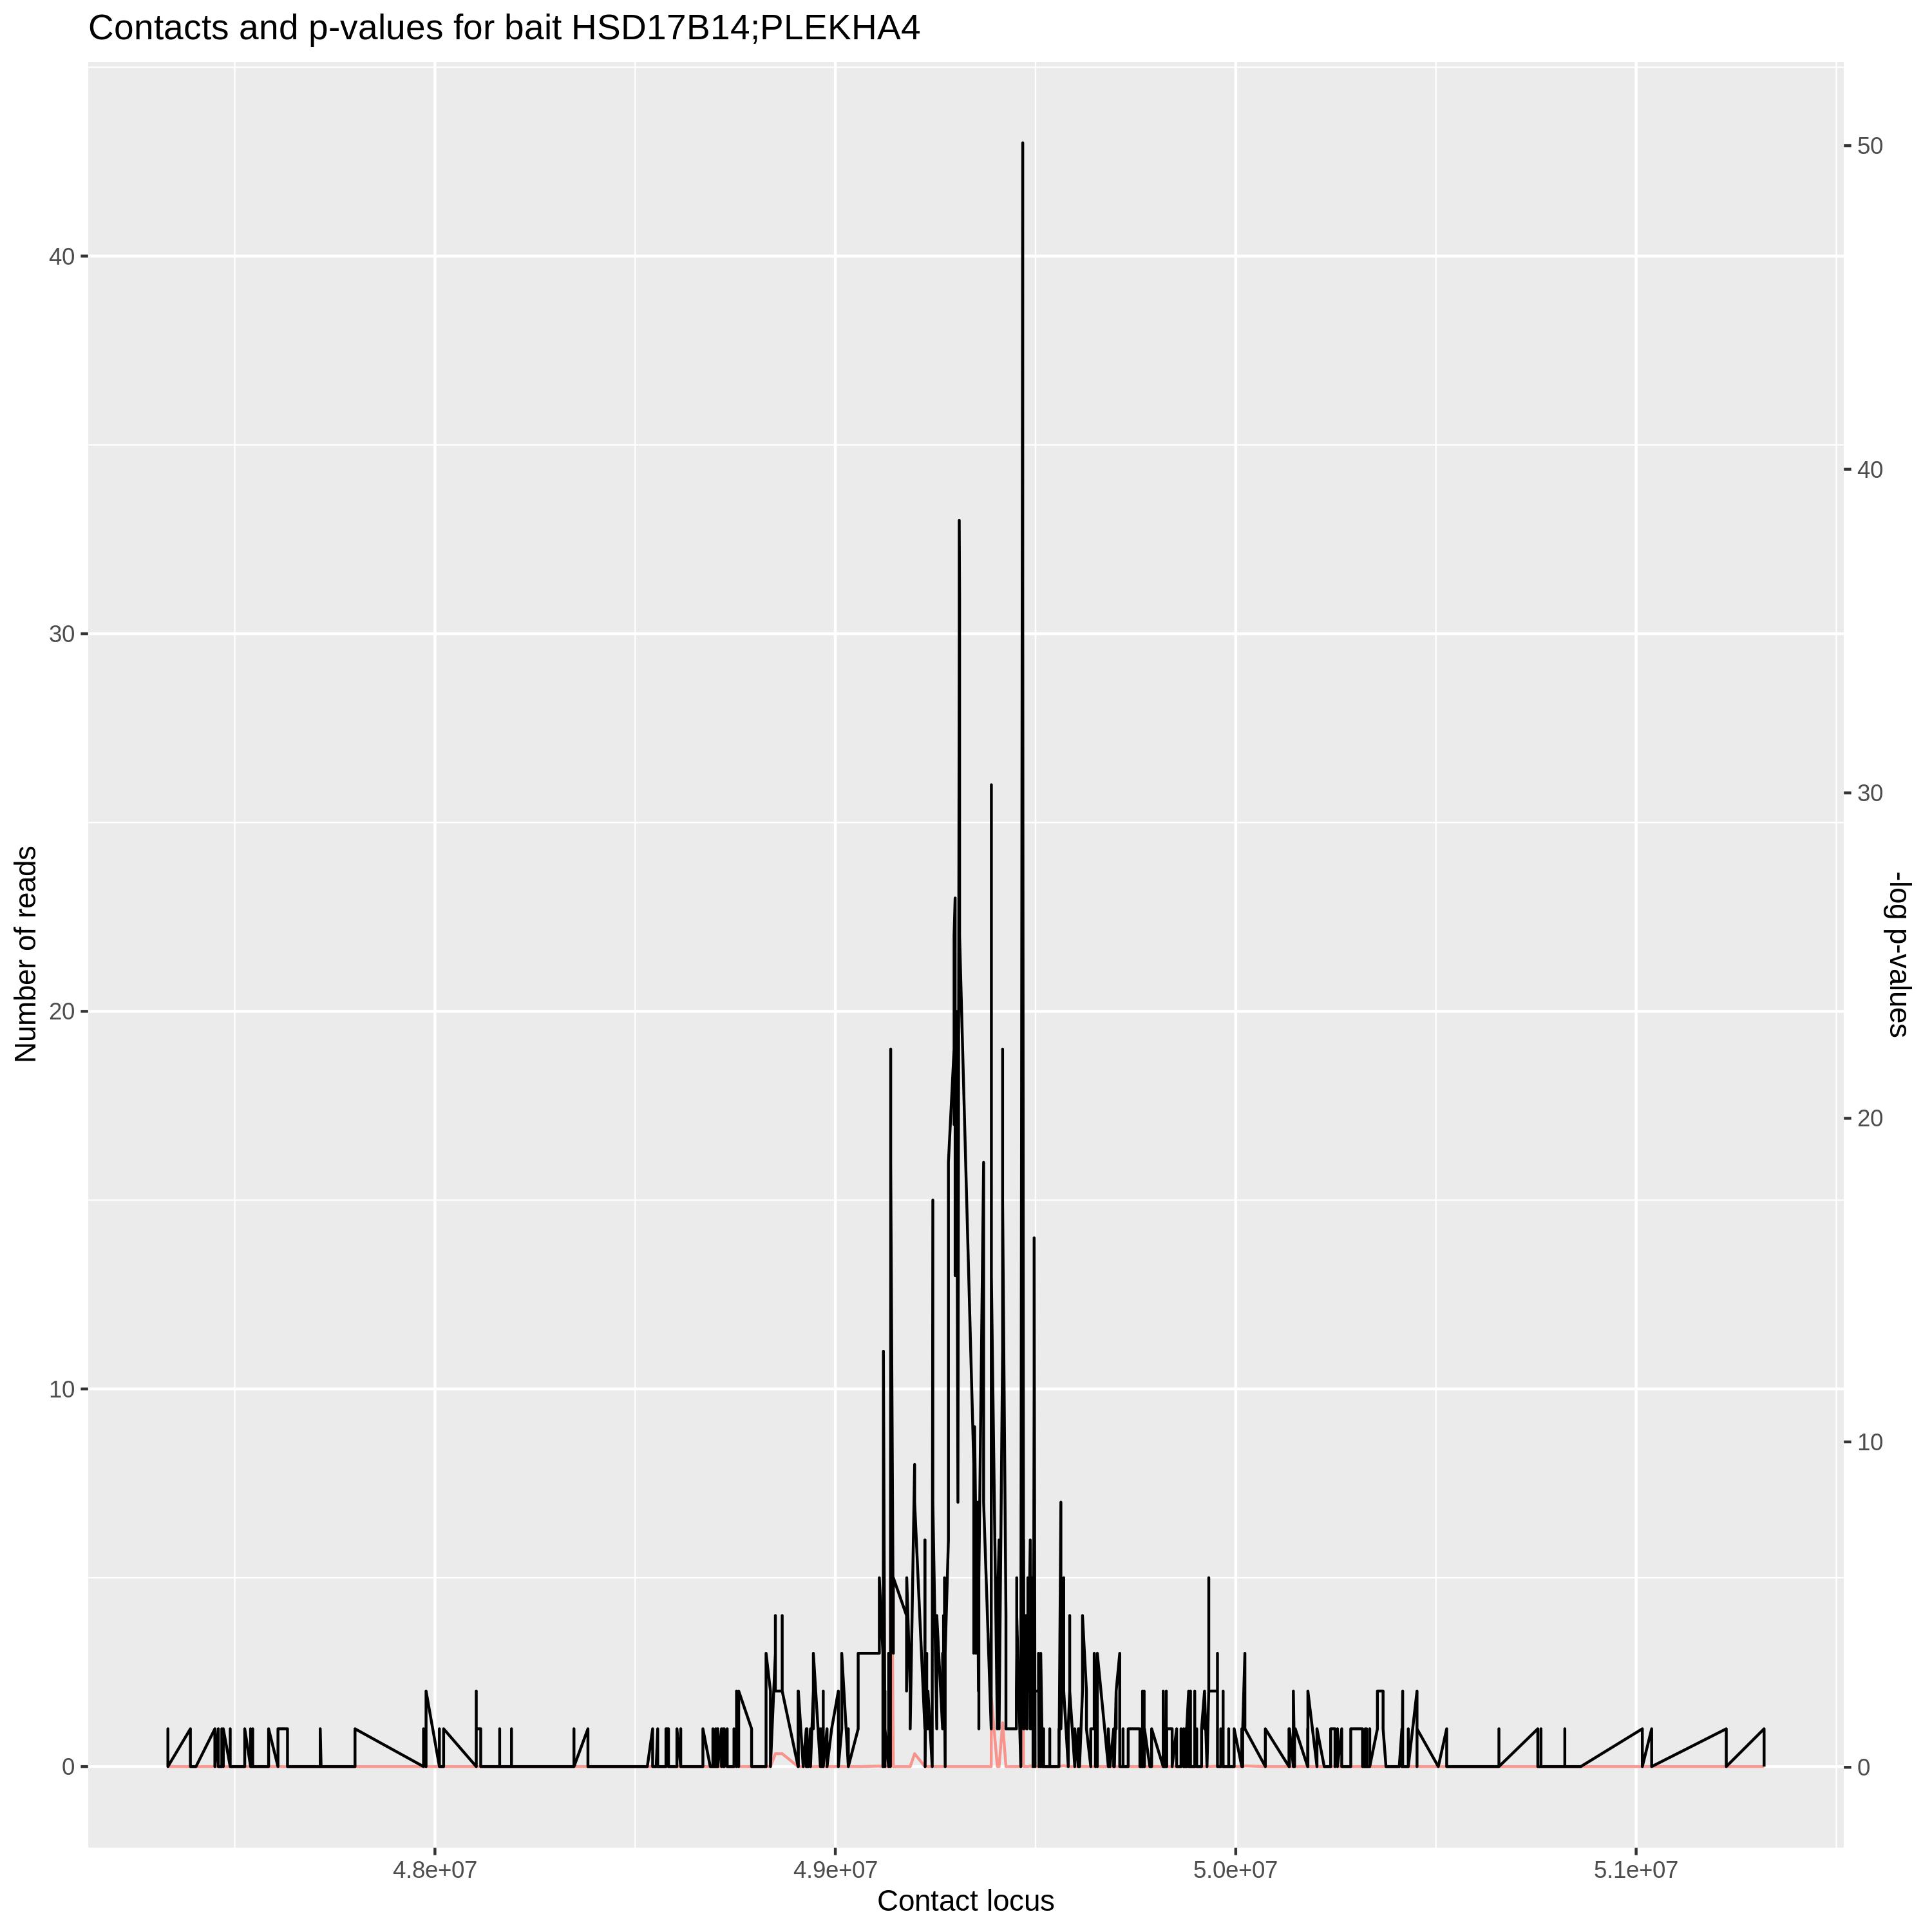 Contacts and p-values for bait HSD17B14;PLEKHA4
Number of reads
40
30
20
10
0
50
40
30
20
10
0
-log p-values
4.8e+07 4.9e+07 5.0e+07 5.1e+07
Contact locus